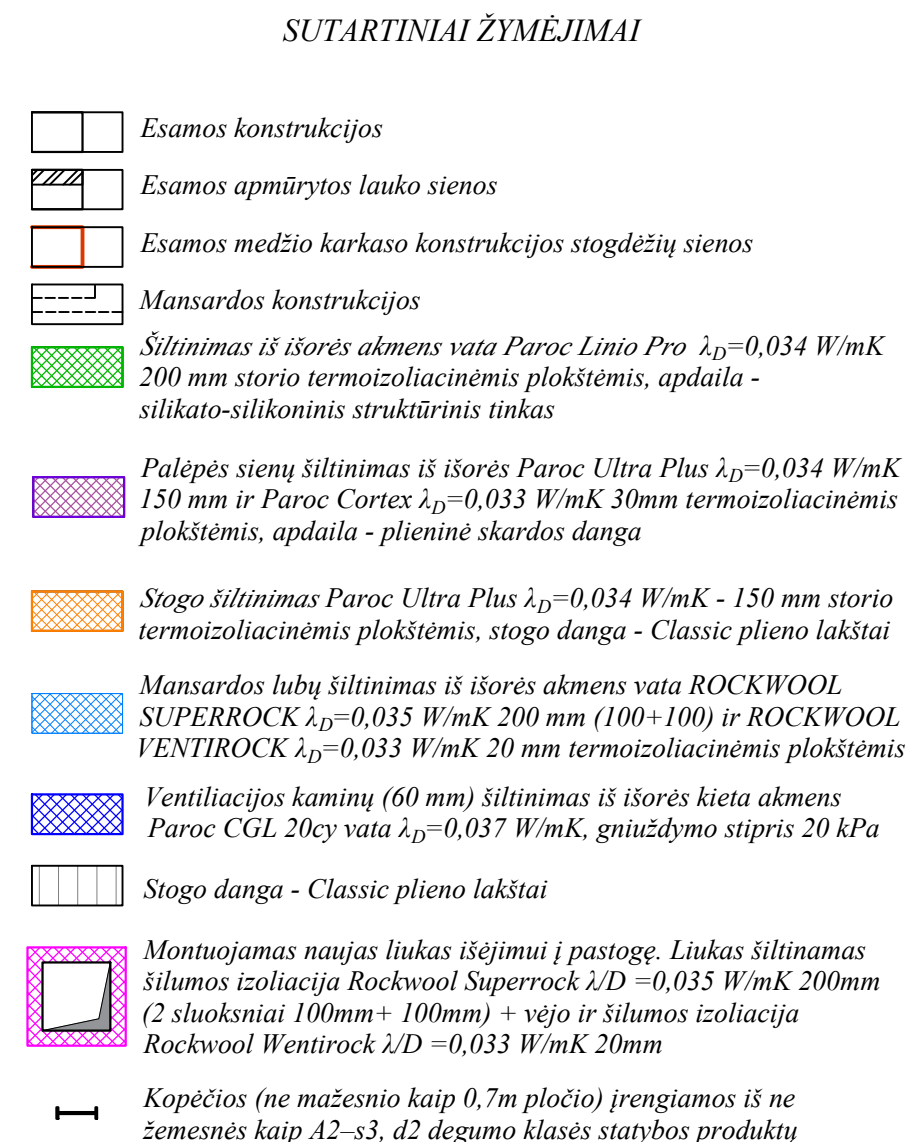 SUTARTINIAI ŽYMĖJIMAI
Esamos konstrukcijos
Esamos apmūrytos lauko sienos
Esamos medžio karkaso konstrukcijos stogdėžių sienos
Mansardos konstrukcijos
Šiltinimas iš išorės akmens vata Paroc Linio Pro λD=0,034 W/mK
200 mm storio termoizoliacinėmis plokštėmis, apdaila -
silikato-silikoninis struktūrinis tinkas
Palėpės sienų šiltinimas iš išorės Paroc Ultra Plus λD=0,034 W/mK
150 mm ir Paroc Cortex λD=0,033 W/mK 30mm termoizoliacinėmis
plokštėmis, apdaila - plieninė skardos danga
Stogo šiltinimas Paroc Ultra Plus λD=0,034 W/mK - 150 mm storio
termoizoliacinėmis plokštėmis, stogo danga - Classic plieno lakštai
Mansardos lubų šiltinimas iš išorės akmens vata ROCKWOOL
SUPERROCK λD=0,035 W/mK 200 mm (100+100) ir ROCKWOOL
VENTIROCK λD=0,033 W/mK 20 mm termoizoliacinėmis plokštėmis
Ventiliacijos kaminų (60 mm) šiltinimas iš išorės kieta akmens
Paroc CGL 20cy vata λD=0,037 W/mK, gniuždymo stipris 20 kPa
Stogo danga - Classic plieno lakštai
Montuojamas naujas liukas išėjimui į pastogę. Liukas šiltinamas
šilumos izoliacija Rockwool Superrock λ/D =0,035 W/mK 200mm
(2 sluoksniai 100mm+ 100mm) + vėjo ir šilumos izoliacija
Rockwool Wentirock λ/D =0,033 W/mK 20mm
Kopėčios (ne mažesnio kaip 0,7m pločio) įrengiamos iš ne
žemesnės kaip A2–s3, d2 degumo klasės statybos produktų